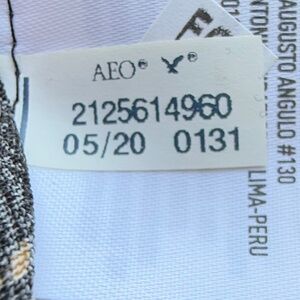 AEO®
2125614960
05/20 0131
AUGUSTO ANGULO #130
LIMA-PERU